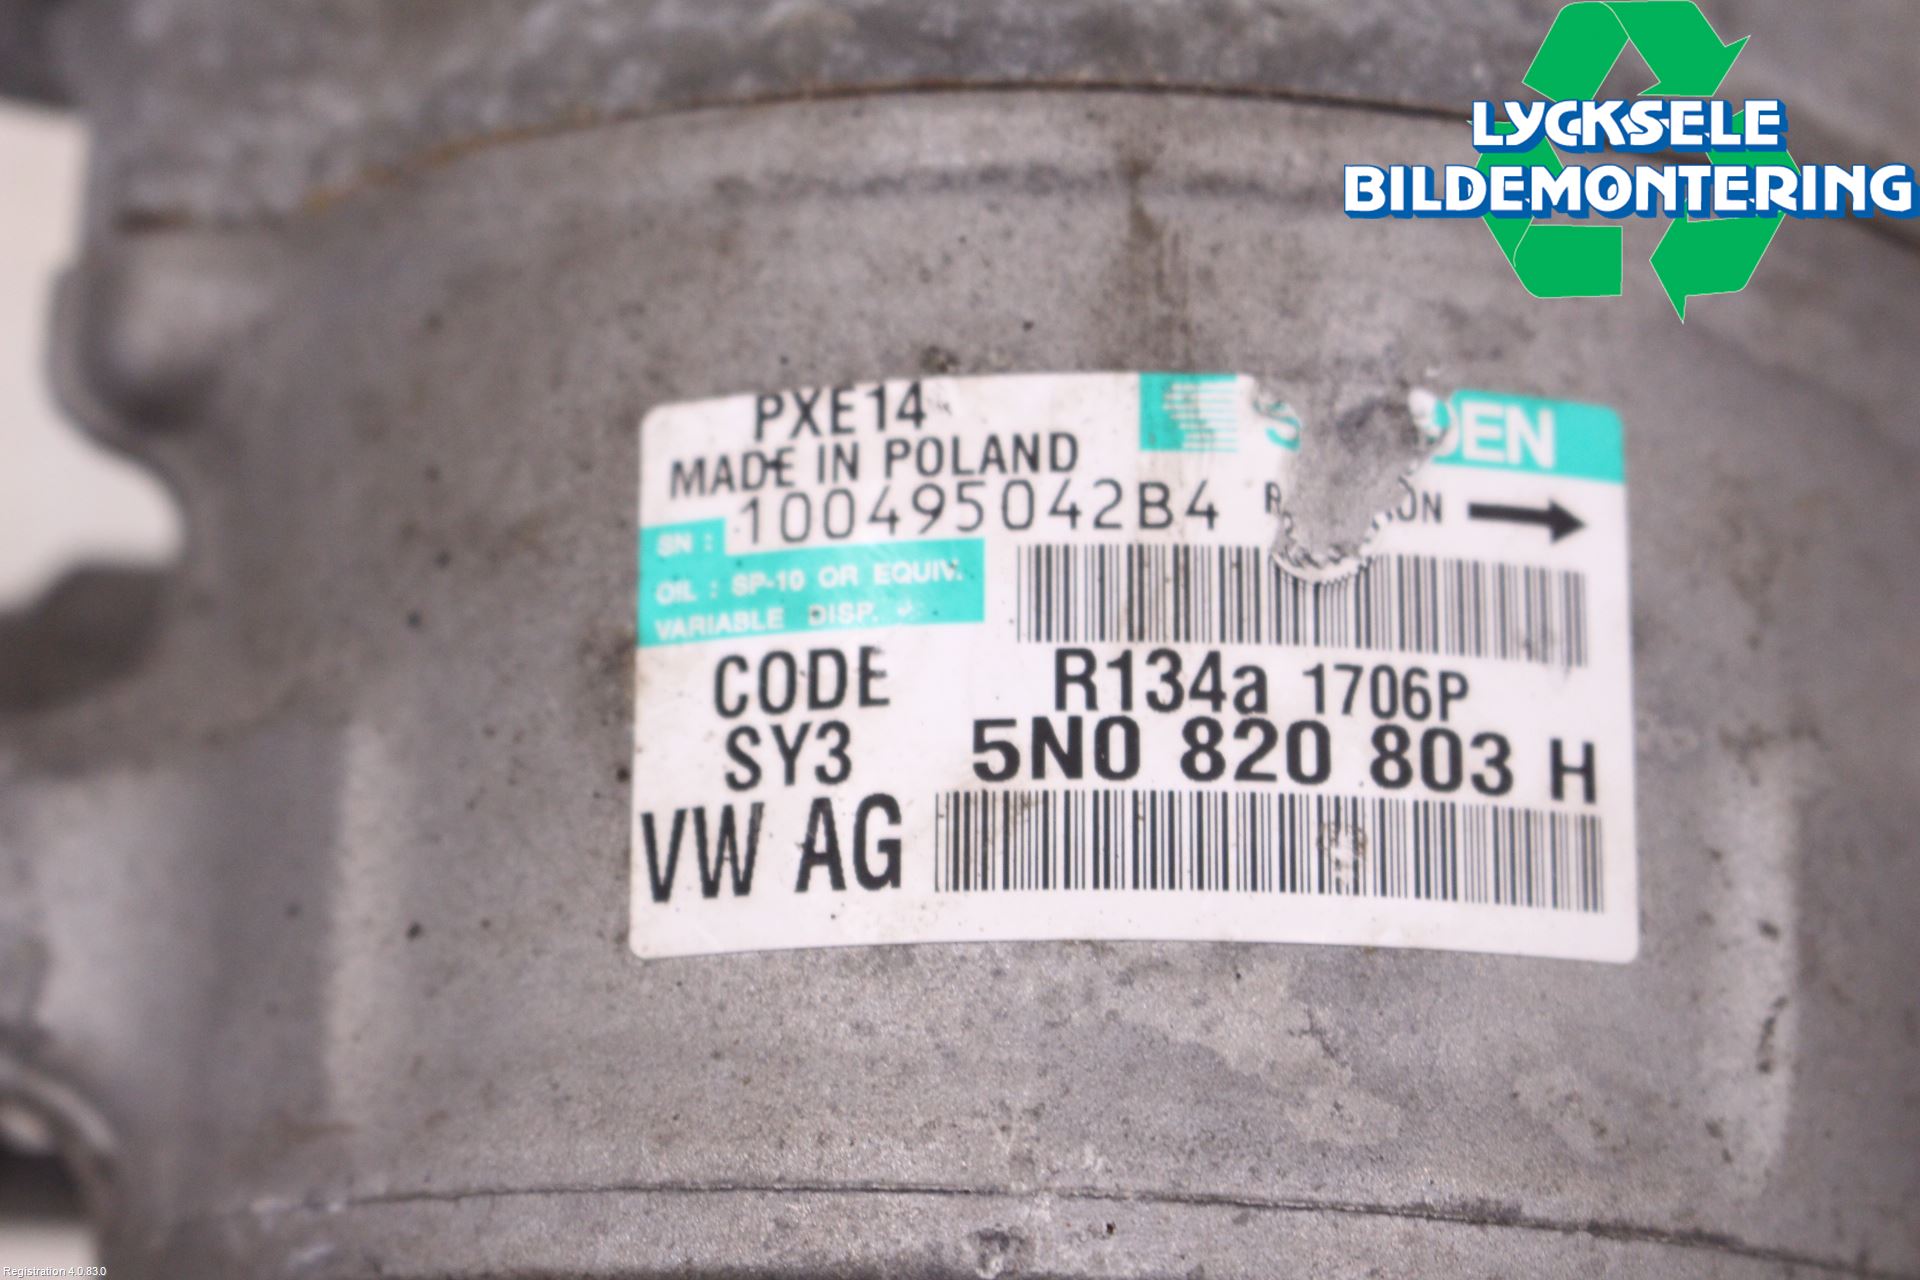 LYCKSELE
BILDEMONTERING
PXE14
MADE IN POLAND
SN : 100495042B4
OIL : SP-10 OR EQUIV.
VARIABLE DISP.
CODE R134a 1706P
SY3 5N0 820 803 H
VW AG
Registration 4.0.83.0